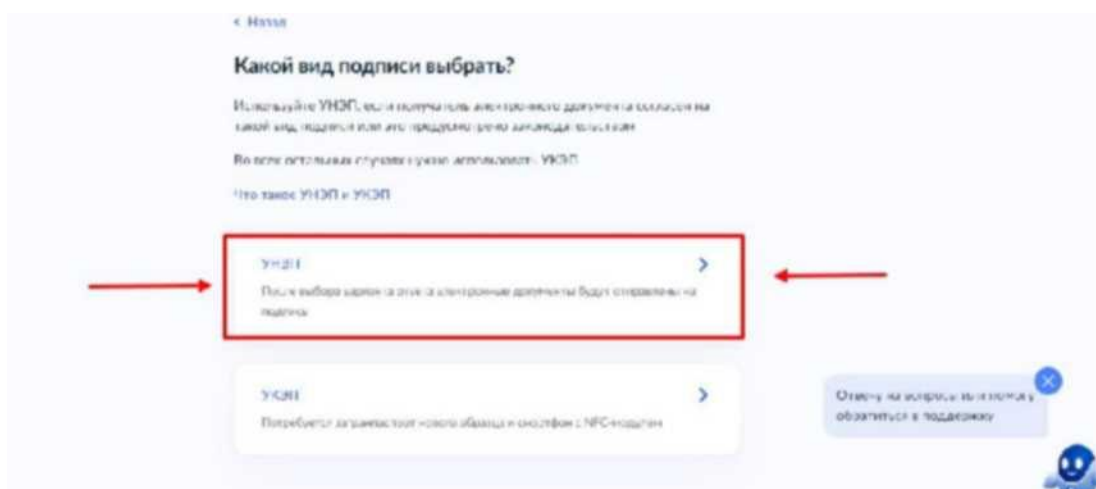 < Назад
Какой вид подписи выбрать?
Используйте УНЭП, если получатель электронного документа согласен на
такой вид подписи или это предусмотрено законодательством
Во всех остальных случаях нужно использовать УКЭП
Что такое УНЭП и УКЭП
УНЭП
После выбора варианта ответа электронные документы будут отправлены на
подпись
УКЭП
Потребуется загранпаспорт нового образца и смартфон с NFC-модулем
Отвечу на вопросы или помогу
обратиться в поддержку